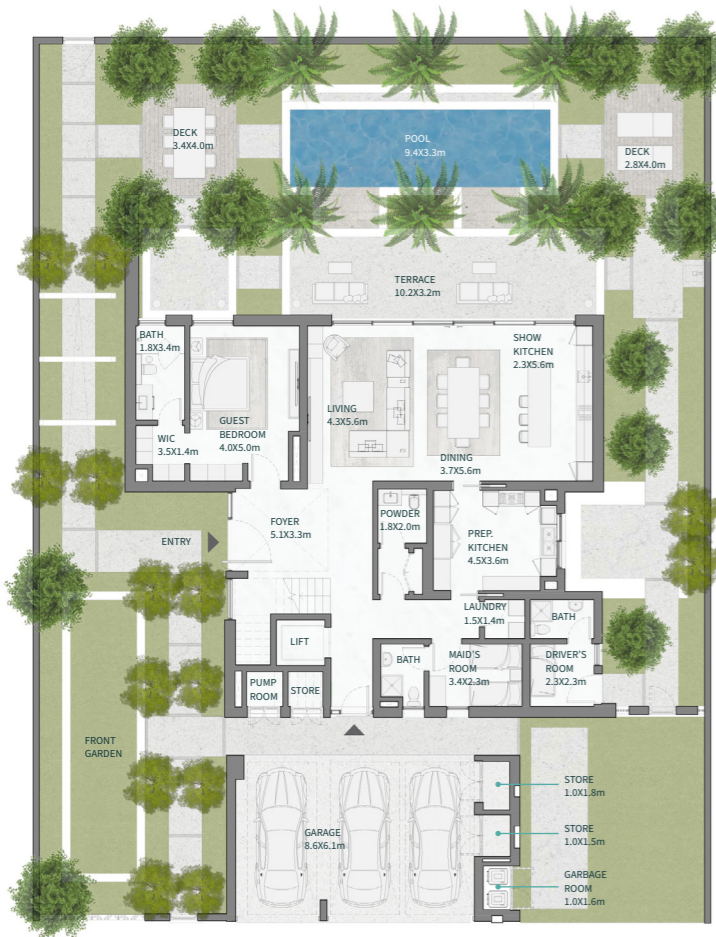 DECK
3.4X4.0m
POOL
9.4X3.3m
DECK
2.8X4.0m
TERRACE
10.2X3.2m
BATH
1.8X3.4m
SHOW
KITCHEN
2.3X5.6m
LIVING
4.3X5.6m
GUEST
BEDROOM
4.0X5.0m
WIC
3.5X1.4m
DINING
3.7X5.6m
POWDER
1.8X2.0m
FOYER
5.1X3.3m
ENTRY
PREP.
KITCHEN
4.5X3.6m
LAUNDRY
1.5X1.4m
BATH
LIFT
BATH
MAID'S
ROOM
3.4X2.3m
DRIVER'S
ROOM
2.3X2.3m
PUMP
ROOM
STORE
FRONT
GARDEN
STORE
1.0X1.8m
GARAGE
8.6X6.1m
STORE
1.0X1.5m
GARBAGE
ROOM
1.0X1.6m